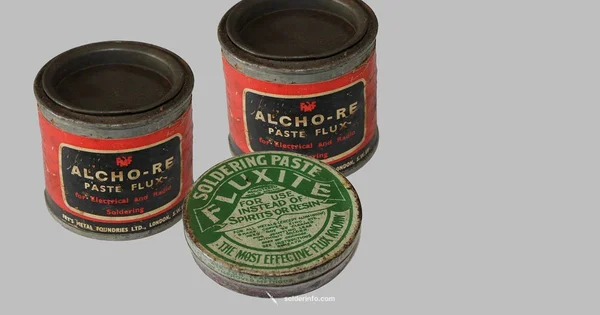 ALCHO-RE
PASTE FLUX
for Electrical and Radio
Soldering
FRY'S METAL FOUNDRIES LTD., LONDON, S.W.
ALCHO-RE
PASTE FLUX
for Electrical and Radio
Soldering
LONDON, S.W.
SOLDERING PASTE
FLUXITE
FOR USE
INSTEAD OF
SPIRITS OR RESIN
THE MOST EFFECTIVE FLUX KNOWN
solderinfo.com